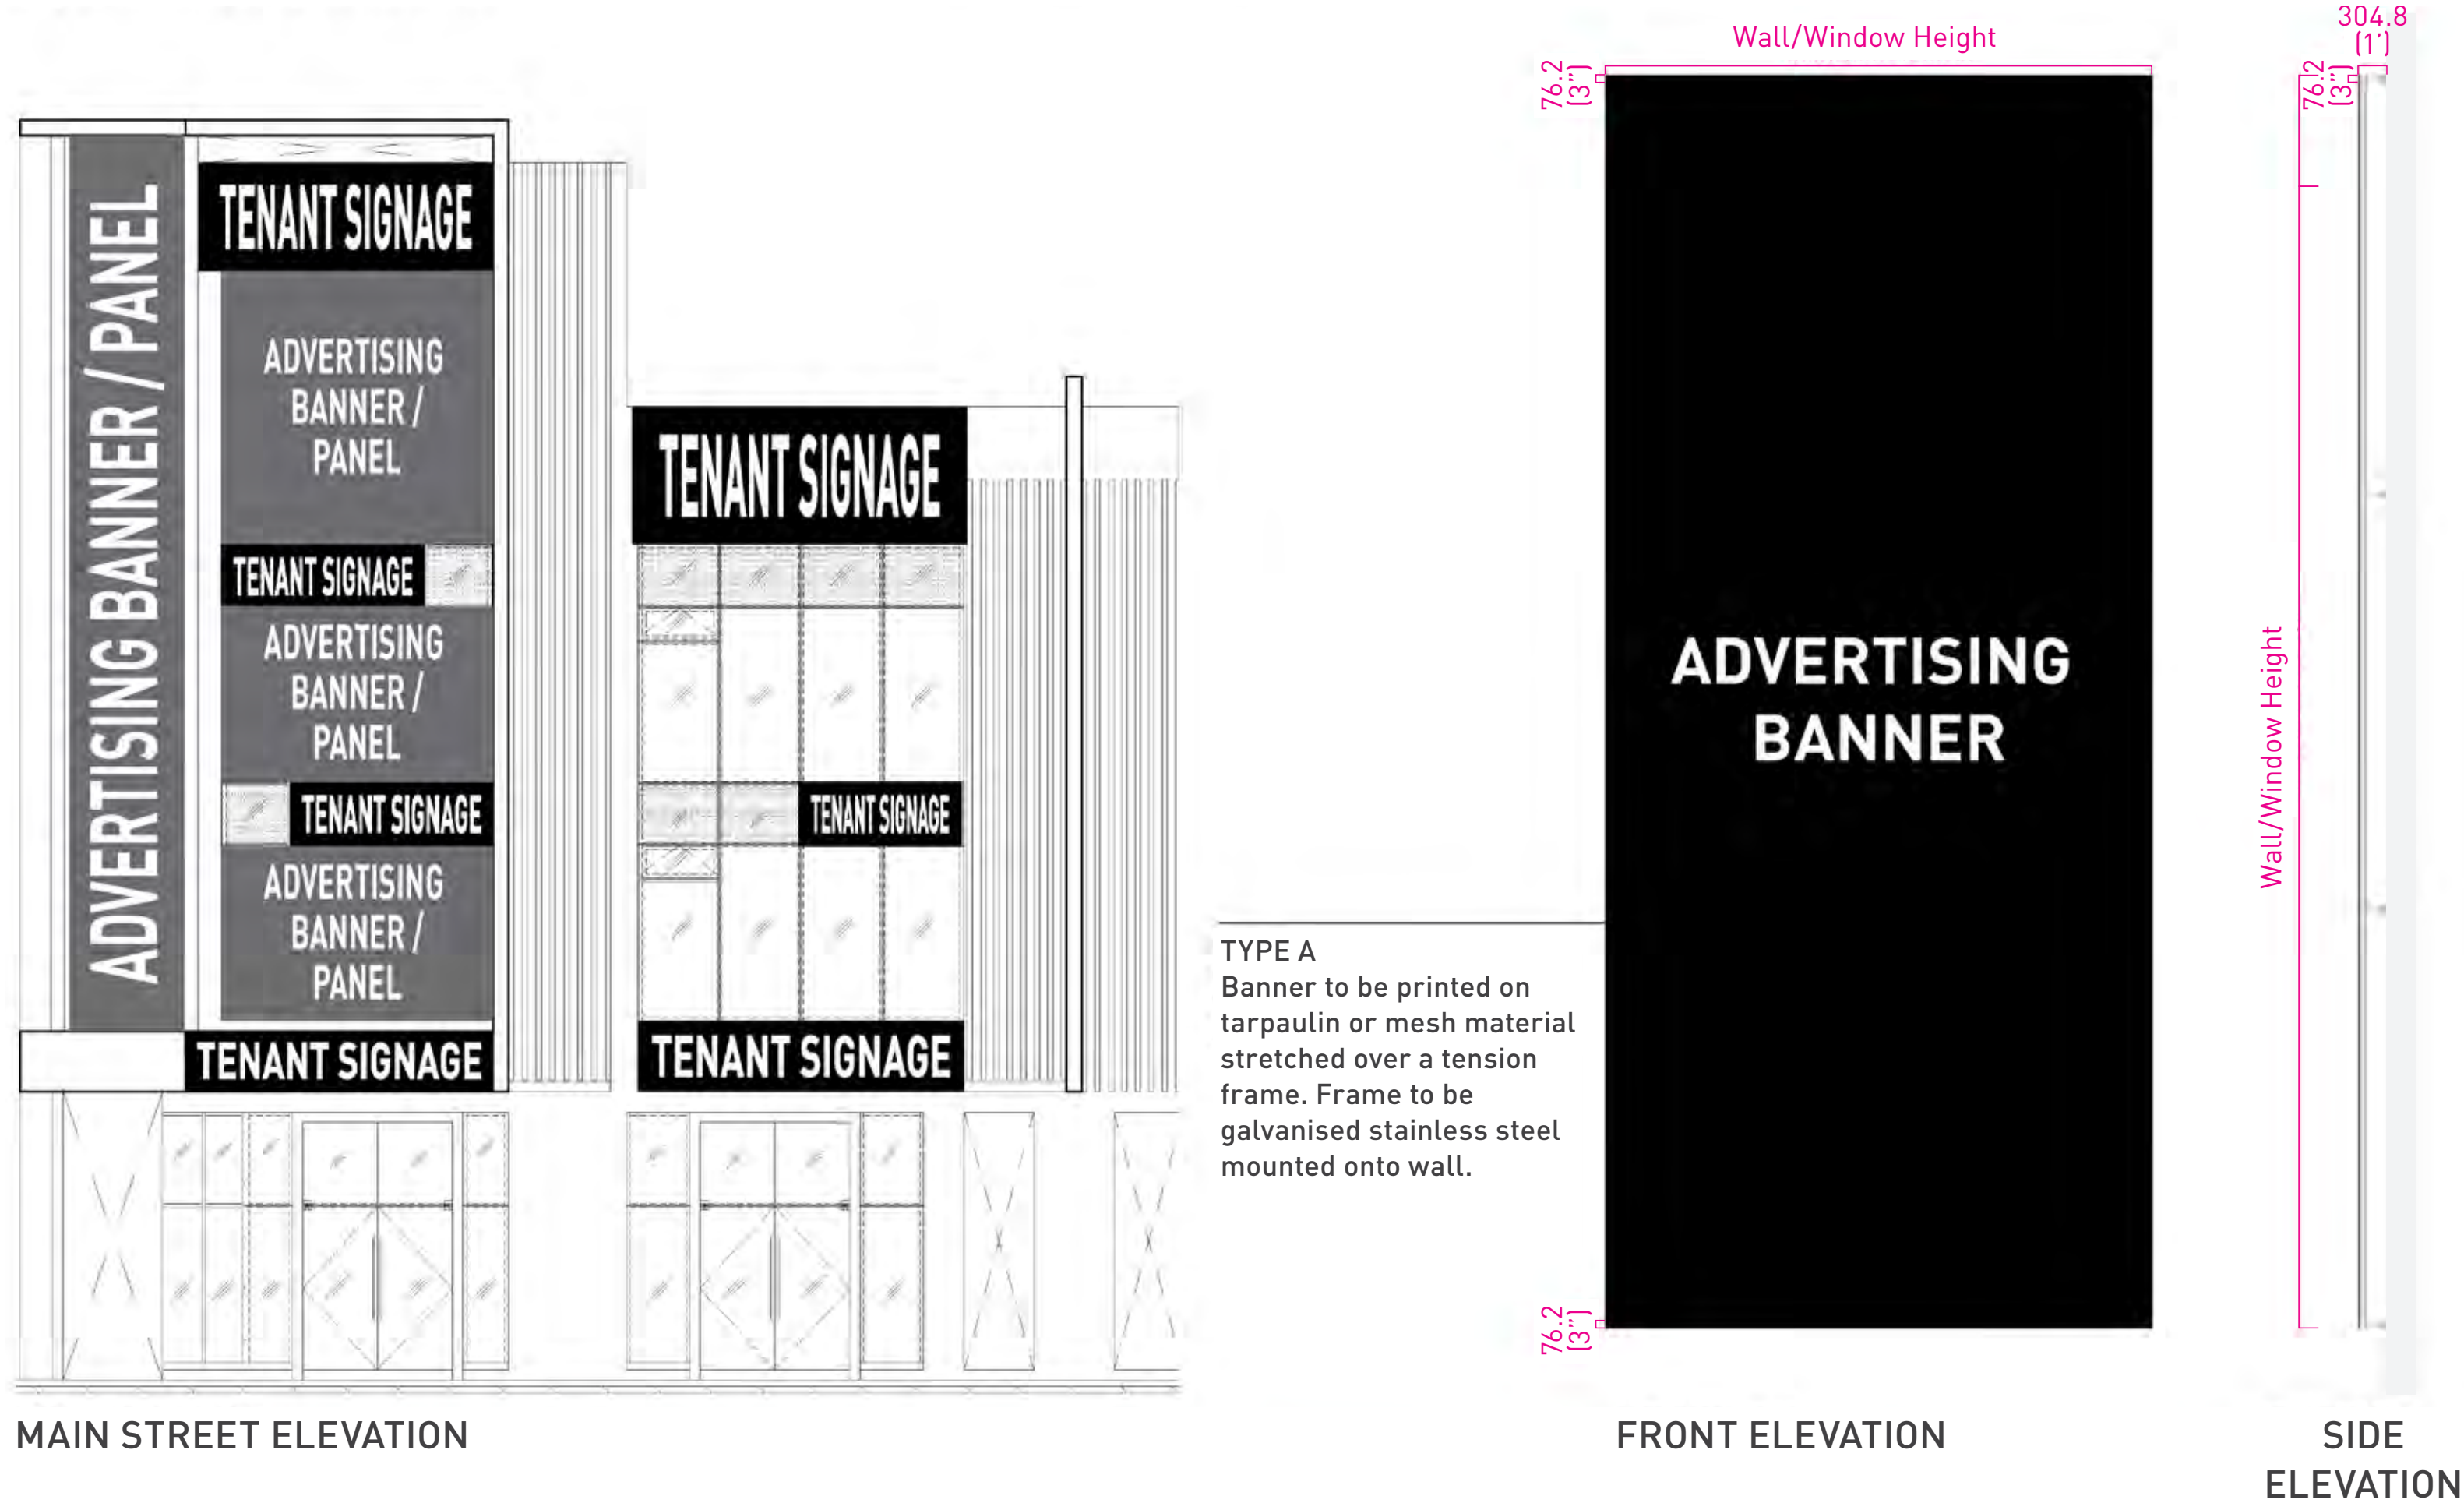 ADVERTISING BANNER / PANEL
TENANT SIGNAGE
ADVERTISING
BANNER /
PANEL
TENANT SIGNAGE
ADVERTISING
BANNER /
PANEL
TENANT SIGNAGE
ADVERTISING
BANNER /
PANEL
TENANT SIGNAGE
TENANT SIGNAGE
TENANT SIGNAGE
TENANT SIGNAGE
MAIN STREET ELEVATION
TYPE A
Banner to be printed on
tarpaulin or mesh material
stretched over a tension
frame. Frame to be
galvanised stainless steel
mounted onto wall.
Wall/Window Height
76.2
(3")
ADVERTISING
BANNER
76.2
(3")
FRONT ELEVATION
304.8
(1')
76.2
(3")
Wall/Window Height
SIDE
ELEVATION